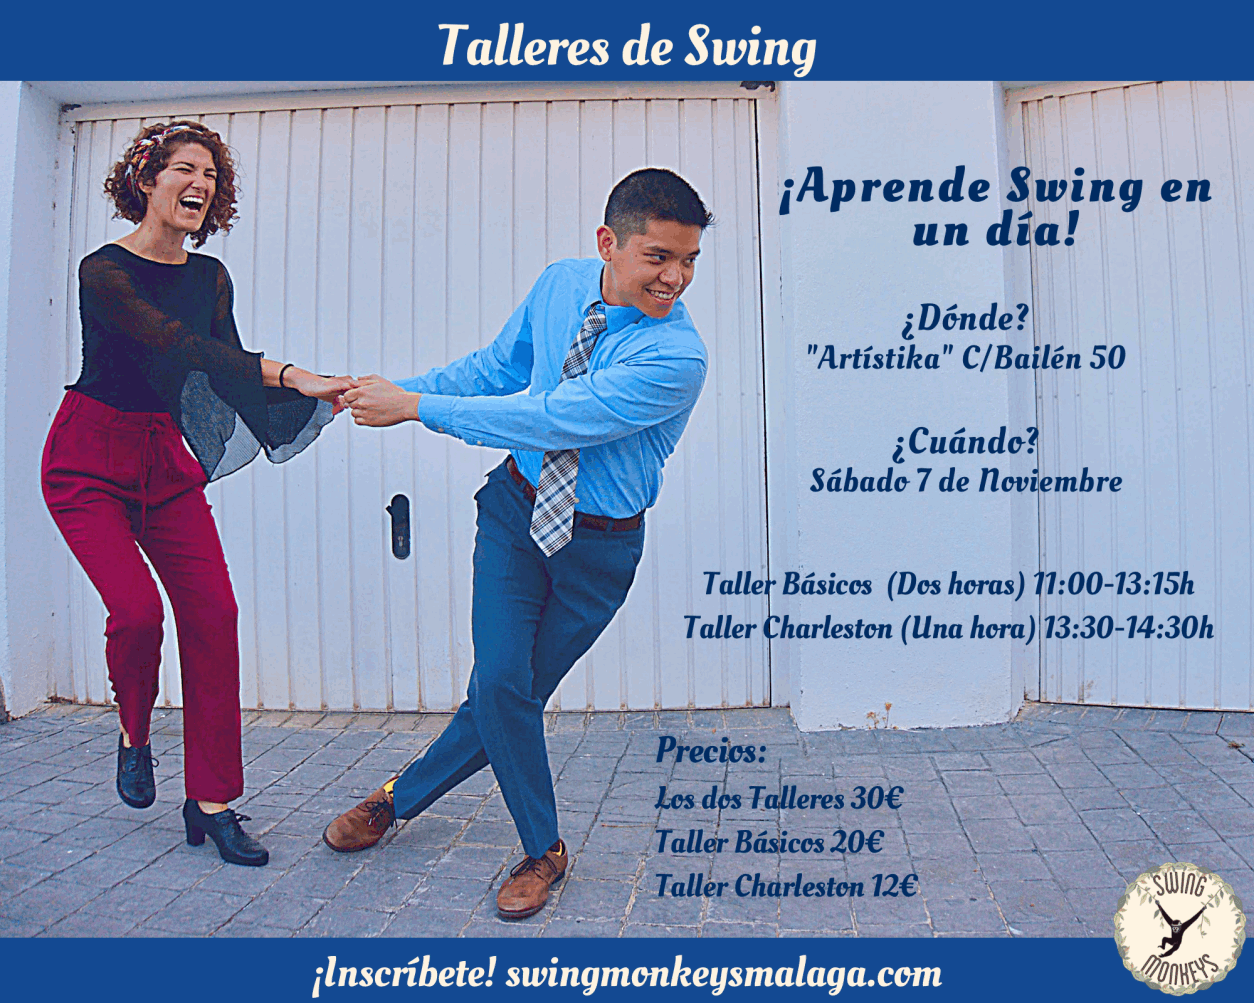 Talleres de Swing
¡Aprende Swing en
un día!
¿Dónde?
"Artístika" C/Bailén 50
¿Cuándo?
Sábado 7 de Noviembre
Taller Básicos (Dos horas) 11:00-13:15h
Taller Charleston (Una hora) 13:30-14:30h
Precios:
Los dos Talleres 30€
Taller Básicos 20€
Taller Charleston 12€
SWING
MONKEYS
¡Inscríbete! swingmonkeysmalaga.com